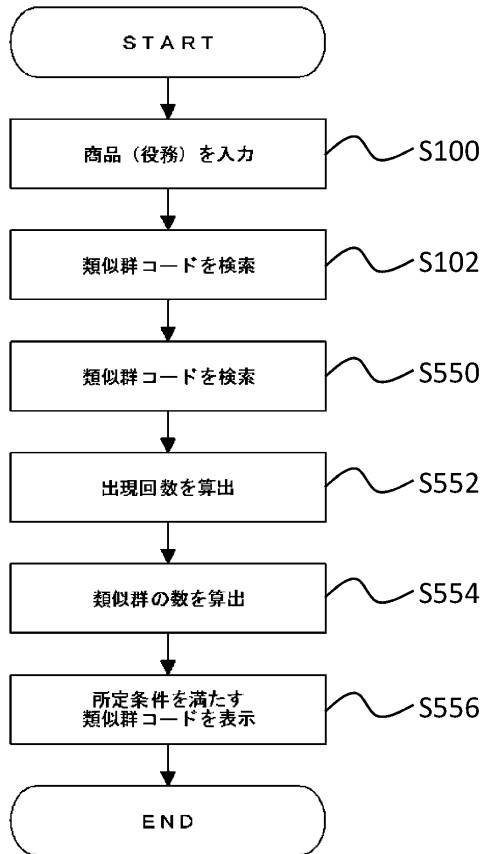 START
商品（役務）を入力
S100
類似群コードを検索
S102
類似群コードを検索
S550
出現回数を算出
S552
類似群の数を算出
S554
所定条件を満たす
類似群コードを表示
S556
END